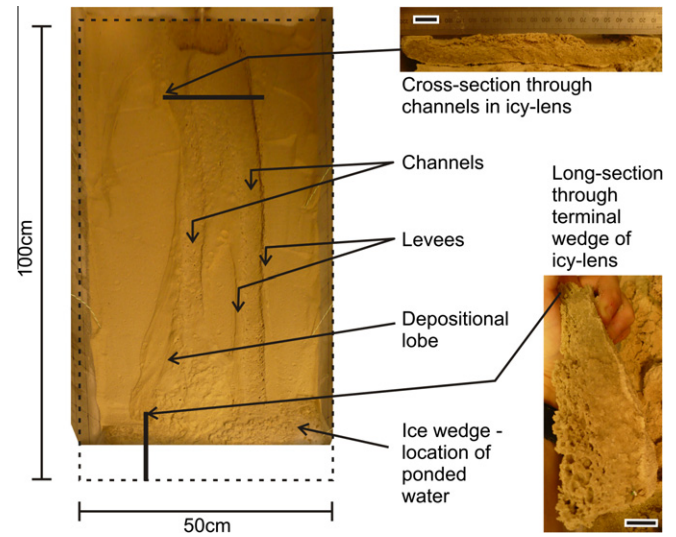 Cross-section through
channels in icy-lens
Channels
Long-section
through
terminal
wedge of
icy-lens
Levees
100cm
Depositional
lobe
Ice wedge -
location of
ponded
water
50cm